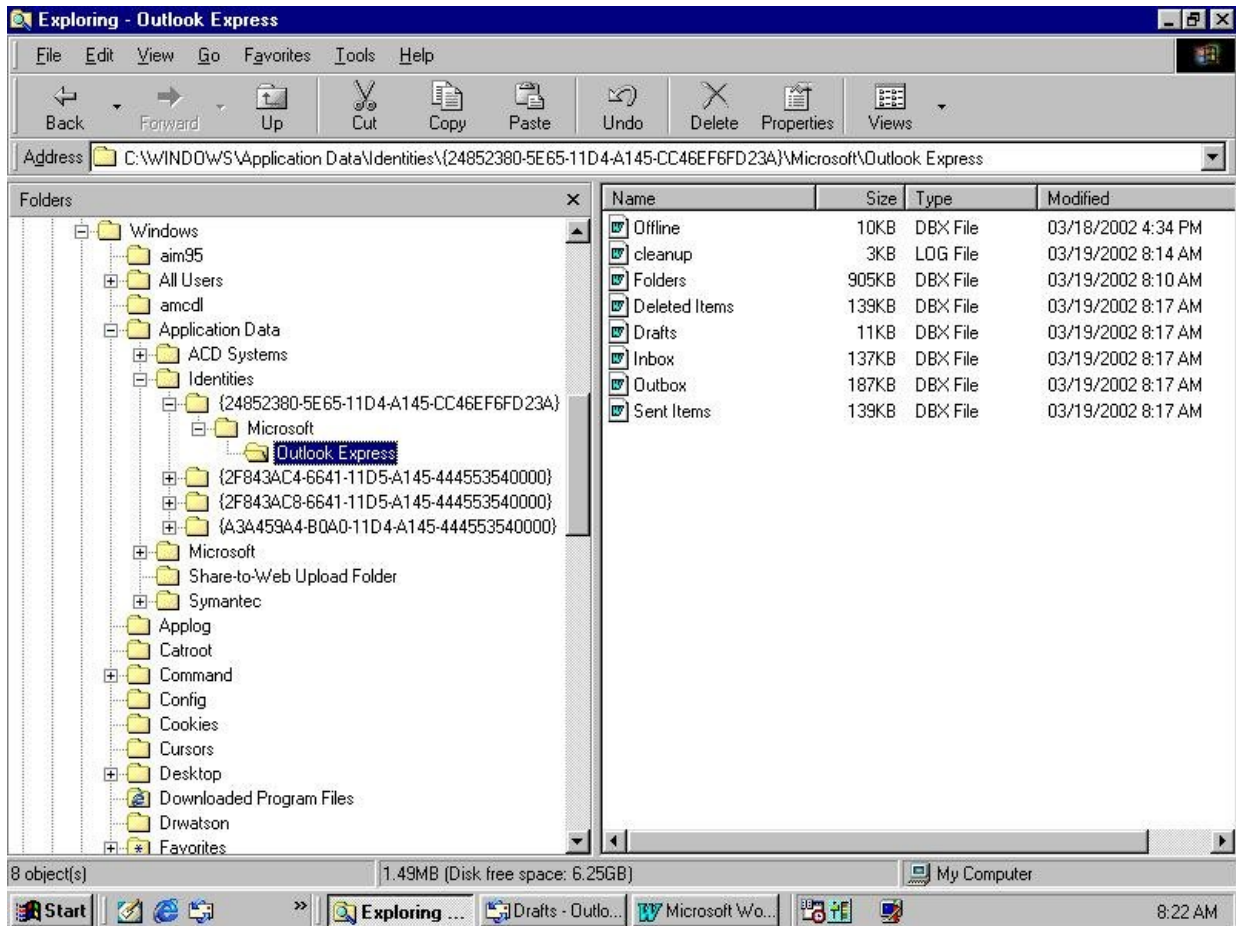 Exploring - Outlook Express
File Edit View Go Favorites Tools Help
Back Forward Up Cut Copy Paste Undo Delete Properties Views
Address C:\WINDOWS\Application Data\Identities\{24852380-5E65-11D4-A145-CC46EF6FD23A}\Microsoft\Outlook Express
Folders
Windows
aim95
All Users
amcdl
Application Data
ACD Systems
Identities
{24852380-5E65-11D4-A145-CC46EF6FD23A}
Microsoft
Outlook Express
{2F843AC4-6641-11D5-A145-444553540000}
{2F843AC8-6641-11D5-A145-444553540000}
{A3A459A4-B0A0-11D4-A145-444553540000}
Microsoft
Share-to-Web Upload Folder
Symantec
Applog
Catroot
Command
Config
Cookies
Cursors
Desktop
Downloaded Program Files
Drwatson
Favorites
Name Size Type Modified
Offline 10KB DBX File 03/18/2002 4:34 PM
cleanup 3KB LOG File 03/19/2002 8:14 AM
Folders 905KB DBX File 03/19/2002 8:10 AM
Deleted Items 139KB DBX File 03/19/2002 8:17 AM
Drafts 11KB DBX File 03/19/2002 8:17 AM
Inbox 137KB DBX File 03/19/2002 8:17 AM
Outbox 187KB DBX File 03/19/2002 8:17 AM
Sent Items 139KB DBX File 03/19/2002 8:17 AM
8 object(s) 1.49MB (Disk free space: 6.25GB) My Computer
Start » Exploring ... Drafts - Outlo... Microsoft Wo... 8:22 AM